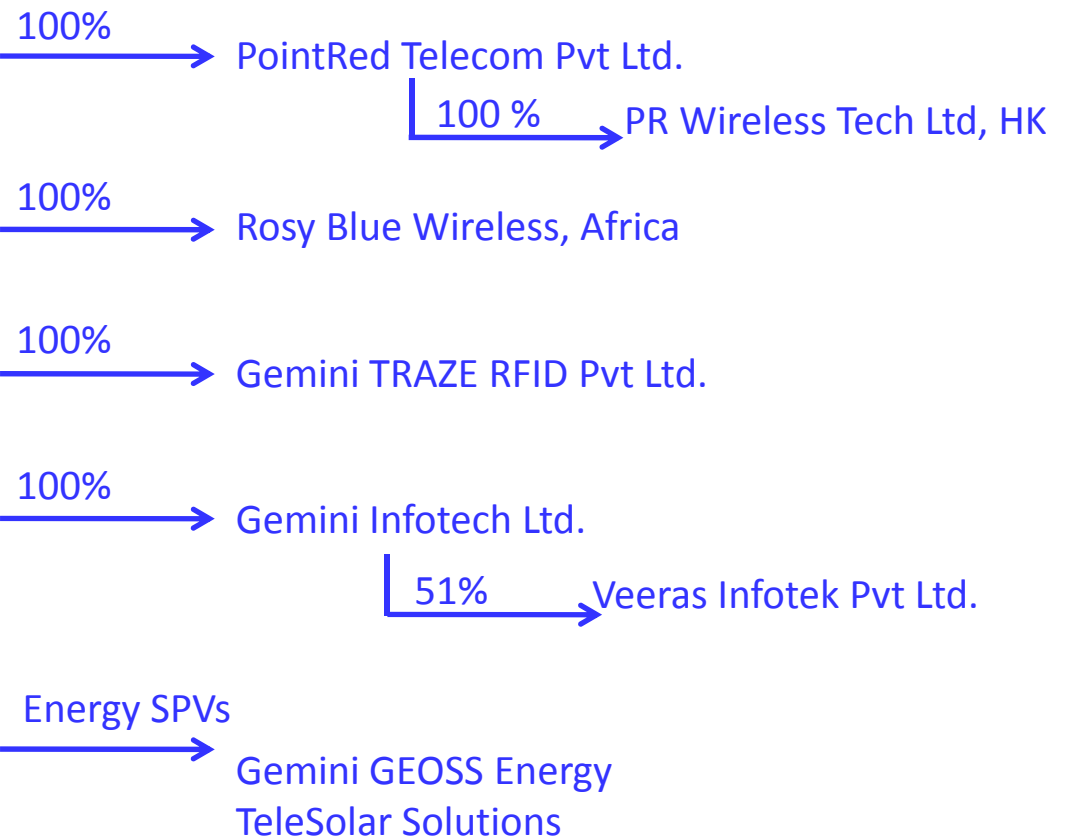 100%
PointRed Telecom Pvt Ltd.
100 %
PR Wireless Tech Ltd, HK
100%
Rosy Blue Wireless, Africa
100%
Gemini TRAZE RFID Pvt Ltd.
100%
Gemini Infotech Ltd.
51%
Veeras Infotek Pvt Ltd.
Energy SPVs
Gemini GEOSS Energy
TeleSolar Solutions